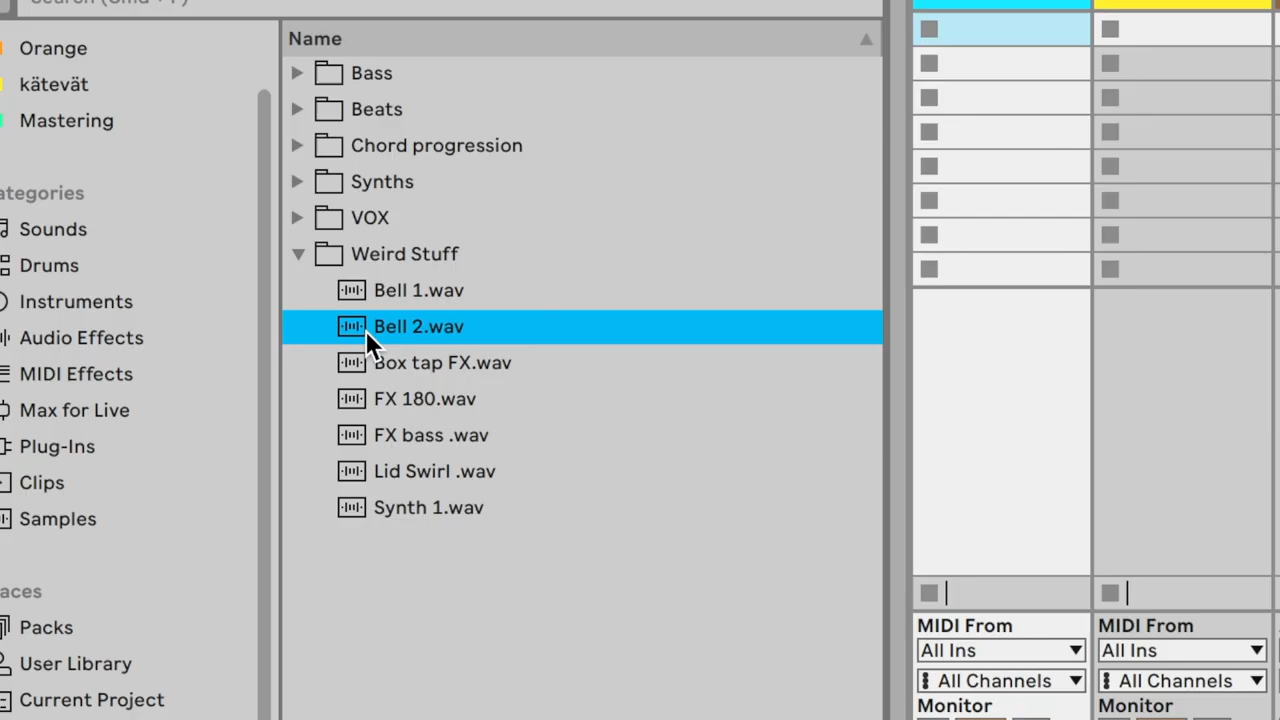 Search (Cmd + F)
Orange
kätevät
Mastering
ategories
Sounds
Drums
Instruments
Audio Effects
MIDI Effects
Max for Live
Plug-Ins
Clips
Samples
aces
Packs
User Library
Current Project
Name
Bass
Beats
Chord progression
Synths
VOX
Weird Stuff
Bell 1.wav
Bell 2.wav
Box tap FX.wav
FX 180.wav
FX bass .wav
Lid Swirl .wav
Synth 1.wav
MIDI From
All Ins
All Channels
Monitor
MIDI From
All Ins
All Channels
Monitor